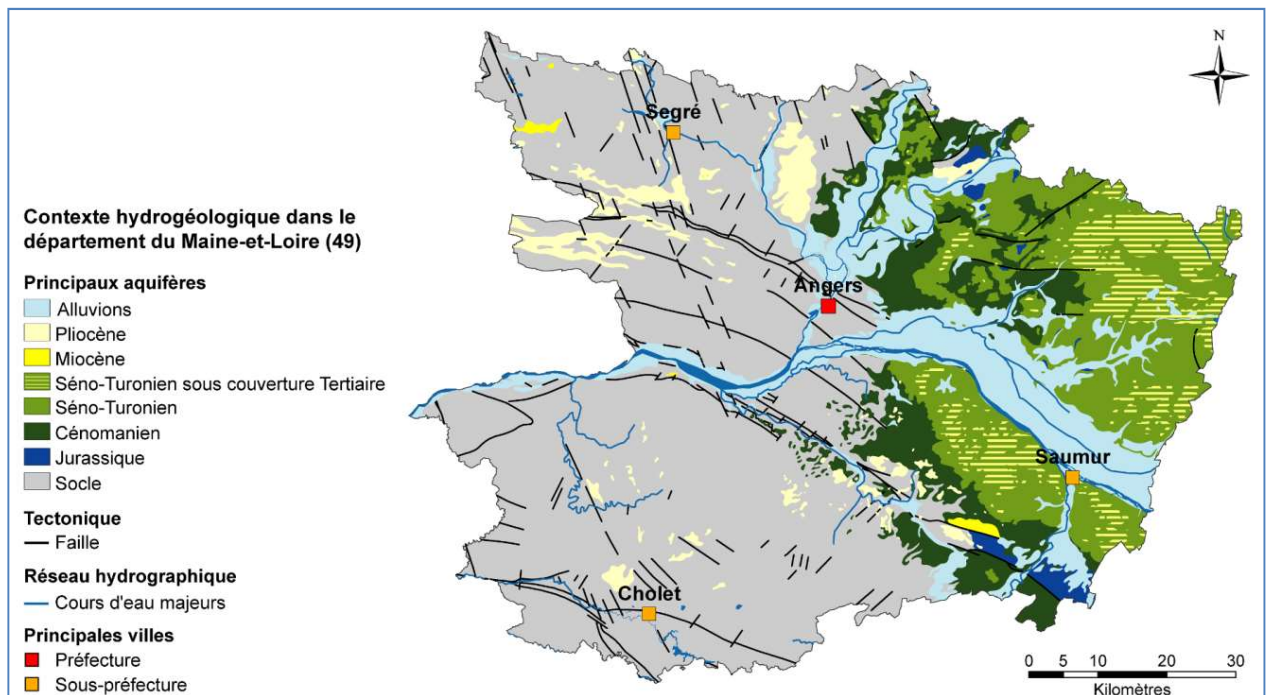 Contexte hydrogéologique dans le
département du Maine-et-Loire (49)
Principaux aquifères
Alluvions
Pliocène
Miocène
Séno-Turonien sous couverture Tertiaire
Séno-Turonien
Cénomanien
Jurassique
Socle
Tectonique
Faille
Réseau hydrographique
Cours d'eau majeurs
Principales villes
Préfecture
Sous-préfecture
N
Segré
Angers
Saumur
Cholet
0 5 10 20 30
Kilomètres